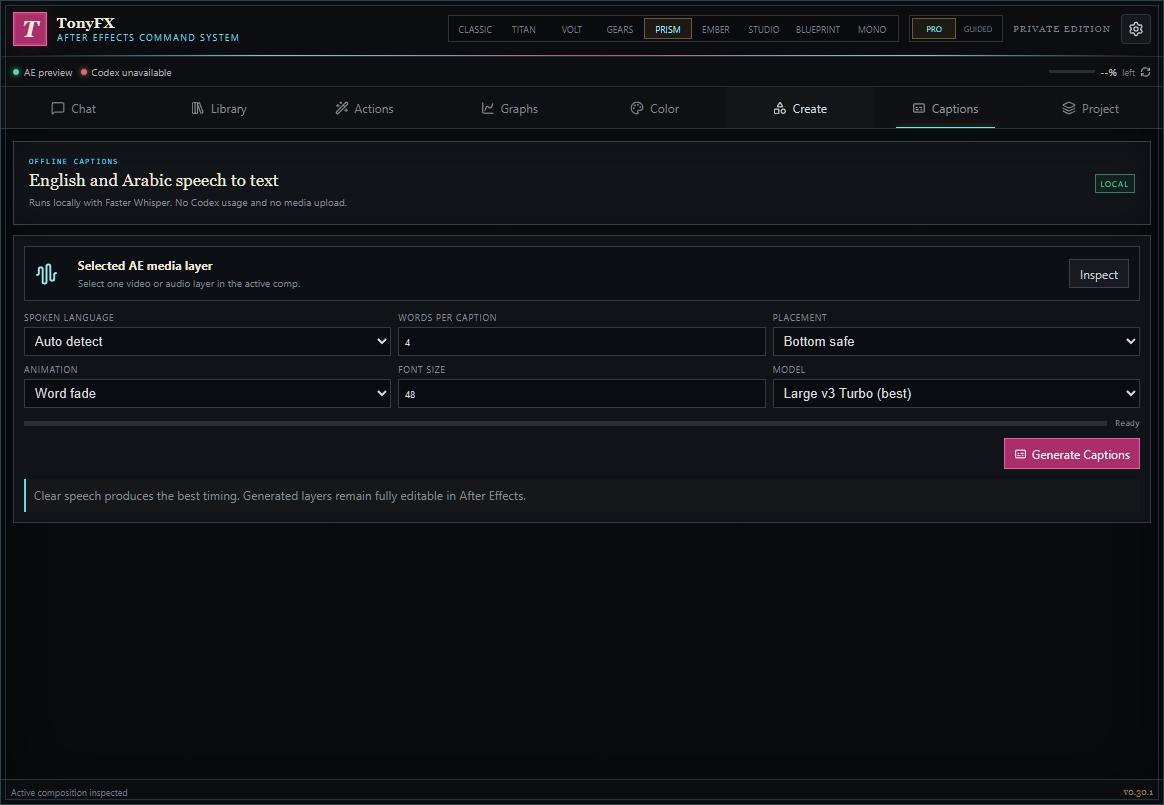 T
TonyFX
AFTER EFFECTS COMMAND SYSTEM
CLASSIC TITAN VOLT GEARS PRISM EMBER STUDIO BLUEPRINT MONO
PRO GUIDED
PRIVATE EDITION
AE preview Codex unavailable
--% left
Chat Library Actions Graphs Color Create Captions Project
OFFLINE CAPTIONS
English and Arabic speech to text
Runs locally with Faster Whisper. No Codex usage and no media upload.
LOCAL
Selected AE media layer
Select one video or audio layer in the active comp.
Inspect
SPOKEN LANGUAGE WORDS PER CAPTION PLACEMENT
Auto detect 4 Bottom safe
ANIMATION FONT SIZE MODEL
Word fade 48 Large v3 Turbo (best)
Ready
Generate Captions
Clear speech produces the best timing. Generated layers remain fully editable in After Effects.
Active composition inspected
v0.30.1